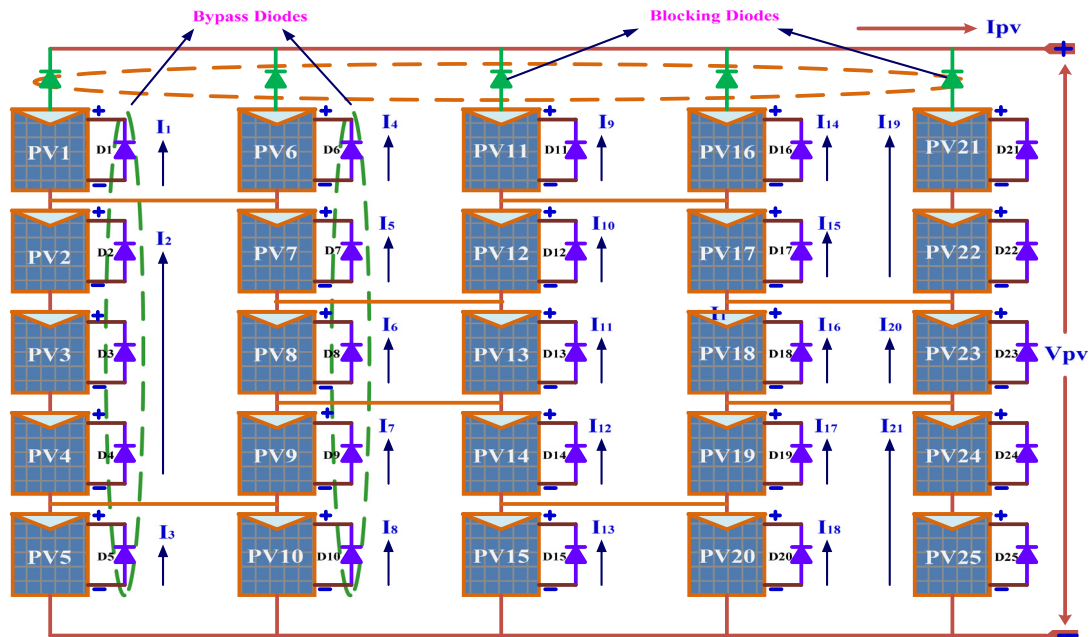 Bypass Diodes
Blocking Diodes
Ipv
+
+ + + + +
I1 I4 I9 I14 I19
PV1 D1 PV6 D6 PV11 D11 PV16 D16 PV21 D21
− − − − −
+ + + + +
I2 I5 I10 I15
PV2 D2 PV7 D7 PV12 D12 PV17 D17 PV22 D22
− − − − −
+ + + + +
I6 I11 I1 I16 I20
PV3 D3 PV8 D8 PV13 D13 PV18 D18 PV23 D23
Vpv
− − − − −
+ + + + +
I7 I12 I17 I21
PV4 D4 PV9 D9 PV14 D14 PV19 D19 PV24 D24
− − − − −
+ + + + +
I3 I8 I13 I18
PV5 D5 PV10 D10 PV15 D15 PV20 D20 PV25 D25
− − − − −
−